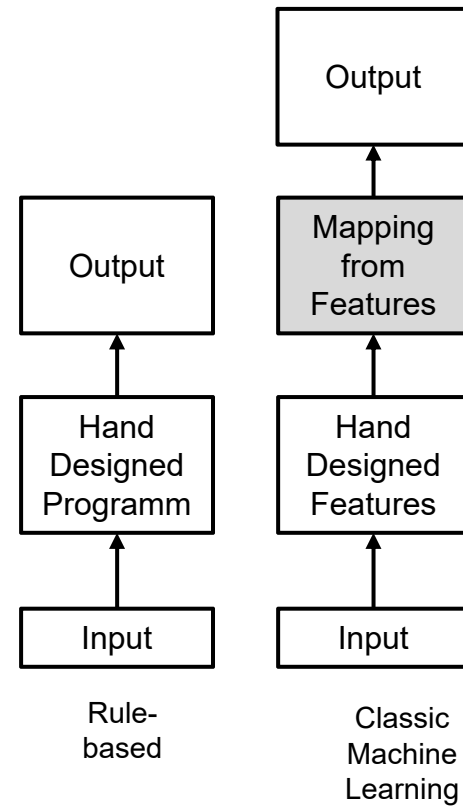 Output
Hand
Designed
Programm
Input
Rule-
based
Output
Mapping
from
Features
Hand
Designed
Features
Input
Classic
Machine
Learning